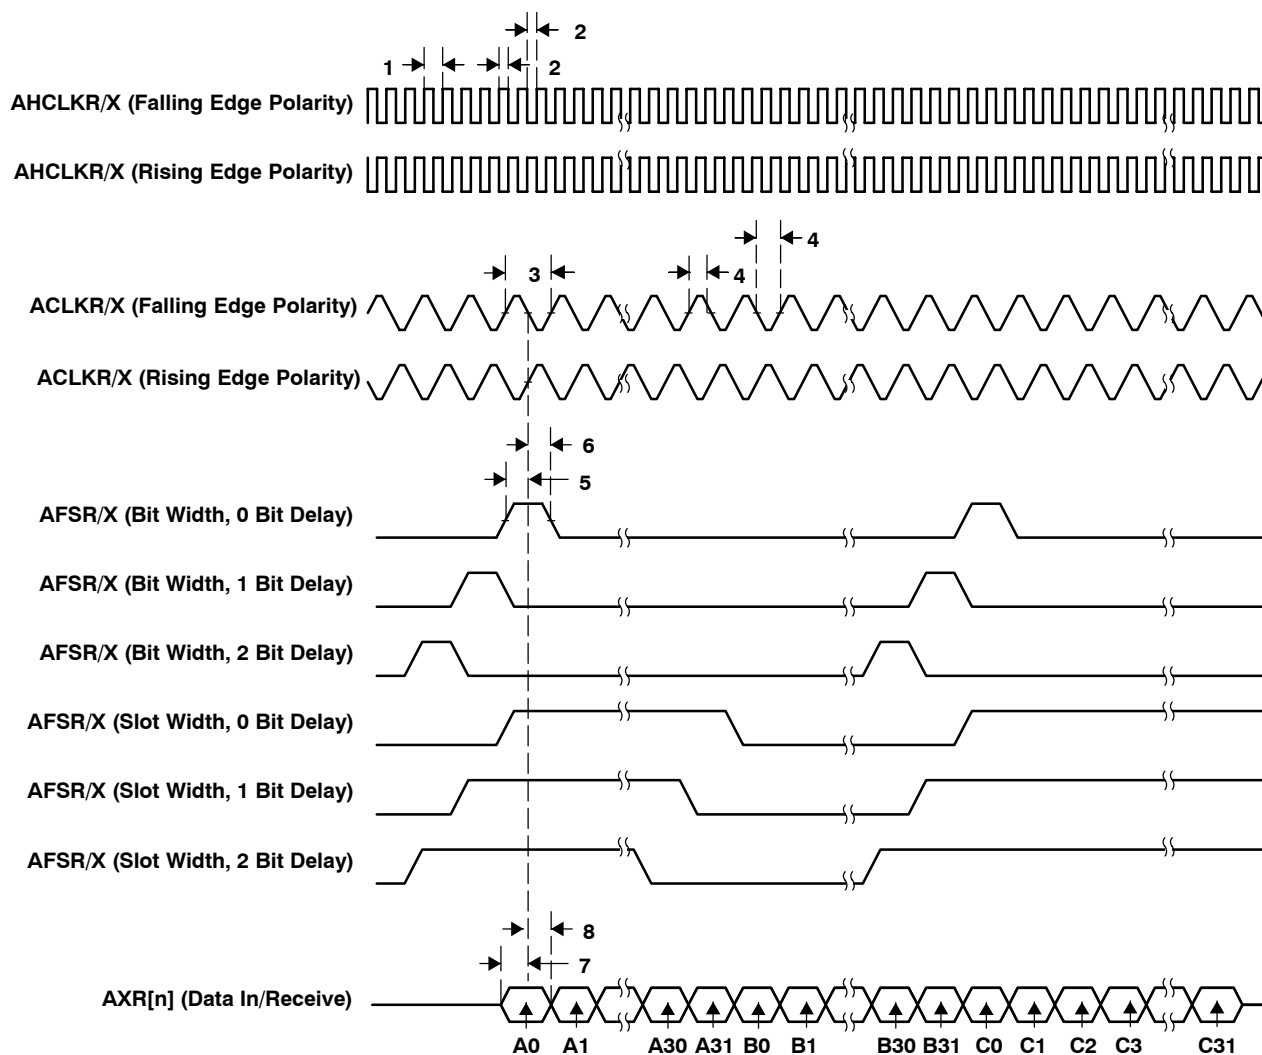 2
1 2
AHCLKR/X (Falling Edge Polarity)
AHCLKR/X (Rising Edge Polarity)
4
3 4
ACLKR/X (Falling Edge Polarity)
ACLKR/X (Rising Edge Polarity)
6
5
AFSR/X (Bit Width, 0 Bit Delay)
AFSR/X (Bit Width, 1 Bit Delay)
AFSR/X (Bit Width, 2 Bit Delay)
AFSR/X (Slot Width, 0 Bit Delay)
AFSR/X (Slot Width, 1 Bit Delay)
AFSR/X (Slot Width, 2 Bit Delay)
8
7
AXR[n] (Data In/Receive)
A0 A1 A30 A31 B0 B1 B30 B31 C0 C1 C2 C3 C31